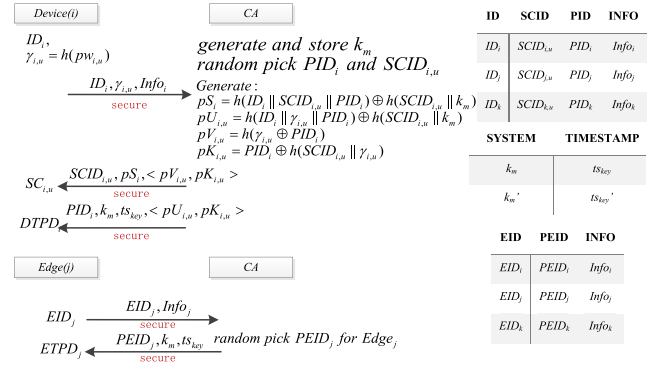 Device(i) CA
ID_i,
γ_{i,u} = h(pw_{i,u})
generate and store k_m
random pick PID_i and SCID_{i,u}
ID_i, γ_{i,u}, Info_i
secure
Generate:
pS_i = h(ID_i || SCID_{i,u} || PID_i) ⊕ h(SCID_{i,u} || k_m)
pU_{i,u} = h(ID_i || γ_{i,u} || PID_i) ⊕ h(SCID_{i,u} || k_m)
pV_{i,u} = h(γ_{i,u} ⊕ PID_i)
pK_{i,u} = PID_i ⊕ h(SCID_{i,u} || γ_{i,u})
SC_{i,u} SCID_{i,u}, pS_i, < pV_{i,u}, pK_{i,u} >
secure
DTPD_i PID_i, k_m, ts_{key}, < pU_{i,u}, pK_{i,u} >
secure
Edge(j) CA
EID_j EID_j, Info_j
secure
ETPD_j PEID_j, k_m, ts_{key} random pick PEID_j for Edge_j
secure
ID SCID PID INFO
ID_i SCID_{i,u} PID_i Info_i
ID_j SCID_{j,u} PID_j Info_j
ID_k SCID_{k,u} PID_k Info_k
SYSTEM TIMESTAMP
k_m ts_{key}
k_m' ts_{key}'
EID PEID INFO
EID_i PEID_i Info_i
EID_j PEID_j Info_j
EID_k PEID_k Info_k